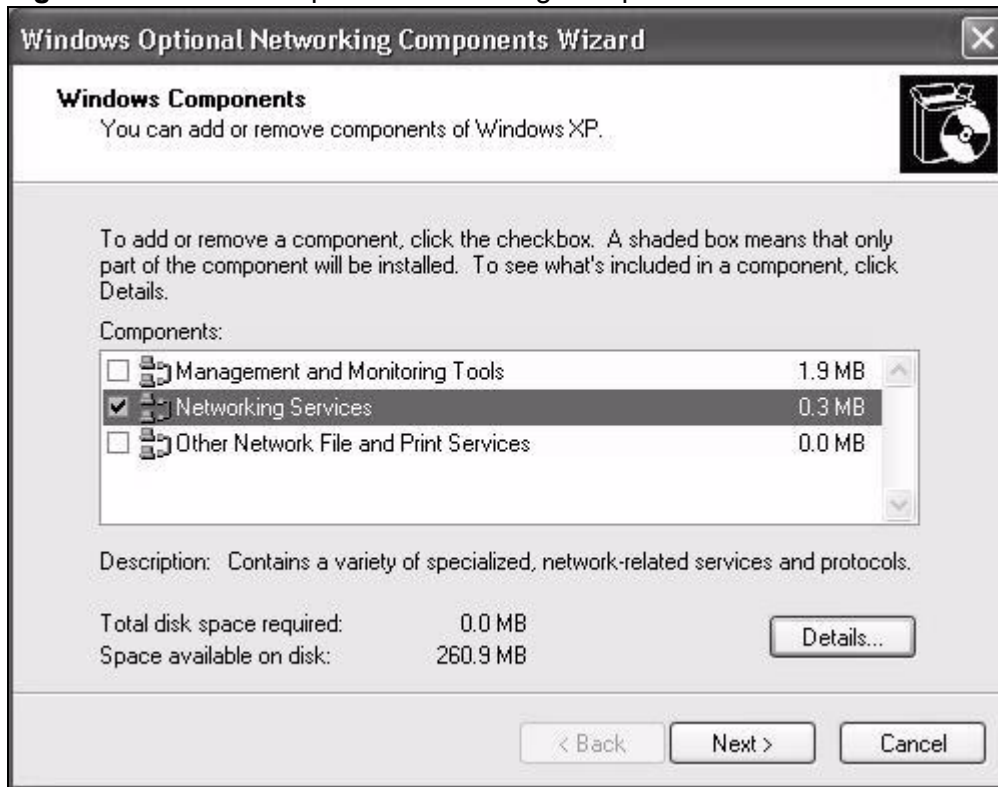 Windows Optional Networking Components Wizard
Windows Components
You can add or remove components of Windows XP.
To add or remove a component, click the checkbox. A shaded box means that only
part of the component will be installed. To see what's included in a component, click
Details.
Components:
Management and Monitoring Tools 1.9 MB
Networking Services 0.3 MB
Other Network File and Print Services 0.0 MB
Description: Contains a variety of specialized, network-related services and protocols.
Total disk space required: 0.0 MB
Space available on disk: 260.9 MB
Details...
< Back Next > Cancel